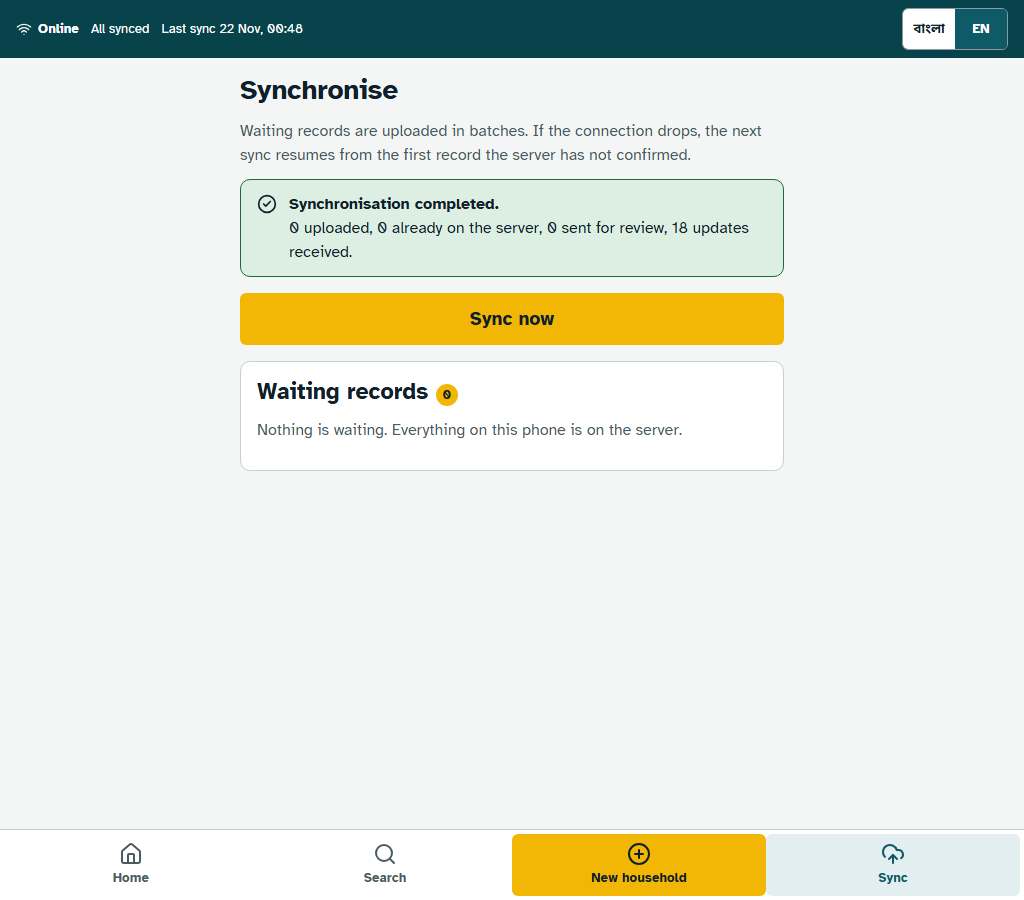 Online All synced Last sync 22 Nov, 00:48
বাংলা EN
Synchronise
Waiting records are uploaded in batches. If the connection drops, the next
sync resumes from the first record the server has not confirmed.
Synchronisation completed.
0 uploaded, 0 already on the server, 0 sent for review, 18 updates
received.
Sync now
Waiting records 0
Nothing is waiting. Everything on this phone is on the server.
Home Search New household Sync